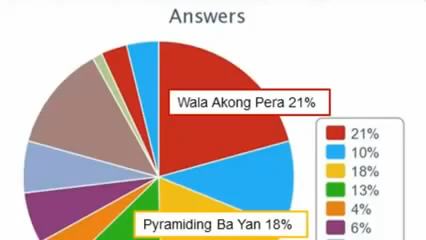 Answers
Wala Akong Pera 21%
21%
10%
18%
13%
4%
6%
Pyramiding Ba Yan 18%